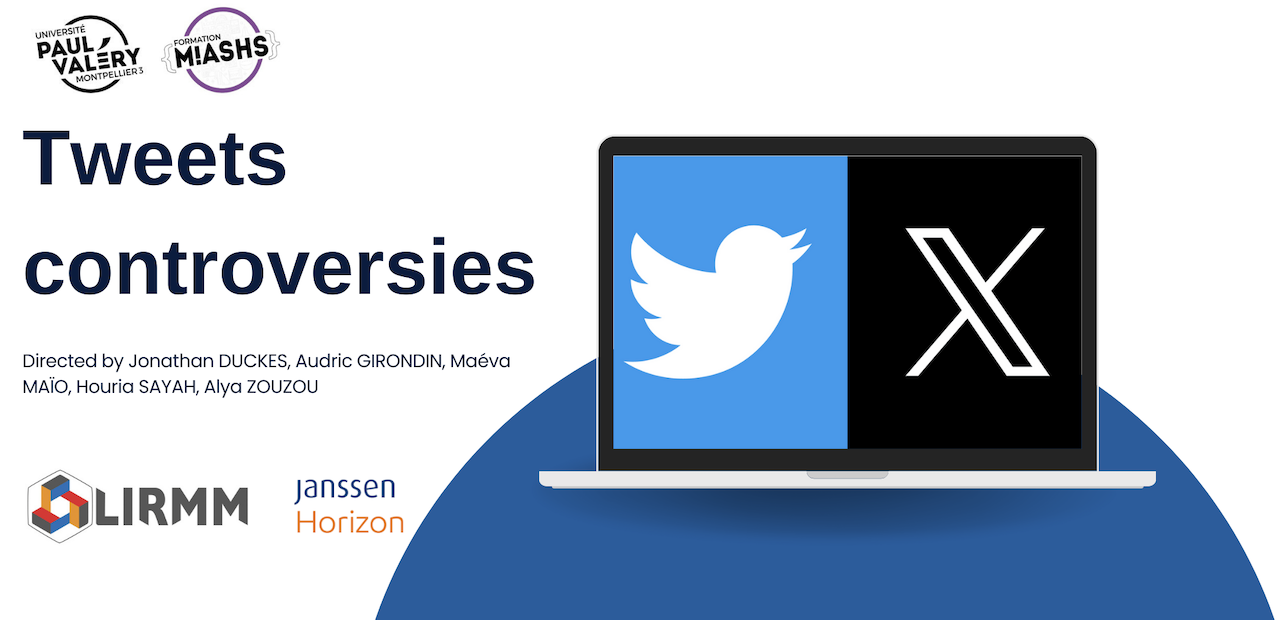 UNIVERSITÉ
PAUL
VALÉRY
MONTPELLIER 3
FORMATION
{M!ASHS}
Tweets
controversies
Directed by Jonathan DUCKES, Audric GIRONDIN, Maéva
MAÏO, Houria SAYAH, Alya ZOUZOU
LIRMM
janssen
Horizon